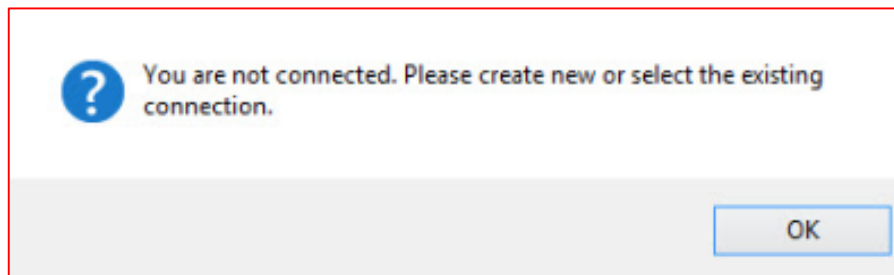 You are not connected. Please create new or select the existing
connection.
OK